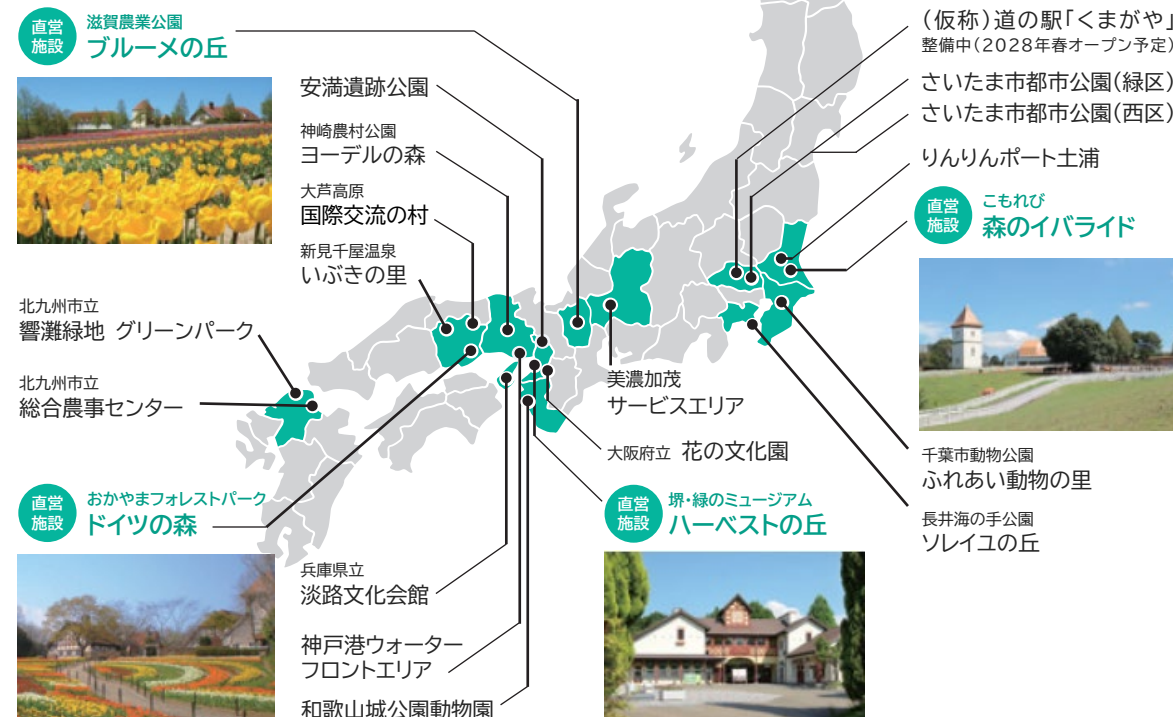 直営
施設
滋賀農業公園
ブルーメの丘
安満遺跡公園
神崎農村公園
ヨーデルの森
大芦高原
国際交流の村
新見千屋温泉
いぶきの里
北九州市立
響灘緑地 グリーンパーク
北九州市立
総合農事センター
直営
施設
おかやまフォレストパーク
ドイツの森
兵庫県立
淡路文化会館
神戸港ウォーター
フロントエリア
和歌山城公園動物園
美濃加茂
サービスエリア
大阪府立 花の文化園
直営
施設
堺・緑のミュージアム
ハーベストの丘
(仮称)道の駅「くまがや」
整備中(2028年春オープン予定)
さいたま市都市公園(緑区)
さいたま市都市公園(西区)
りんりんポート土浦
直営
施設
こもれび
森のイバライド
千葉市動物公園
ふれあい動物の里
長井海の手公園
ソレイユの丘